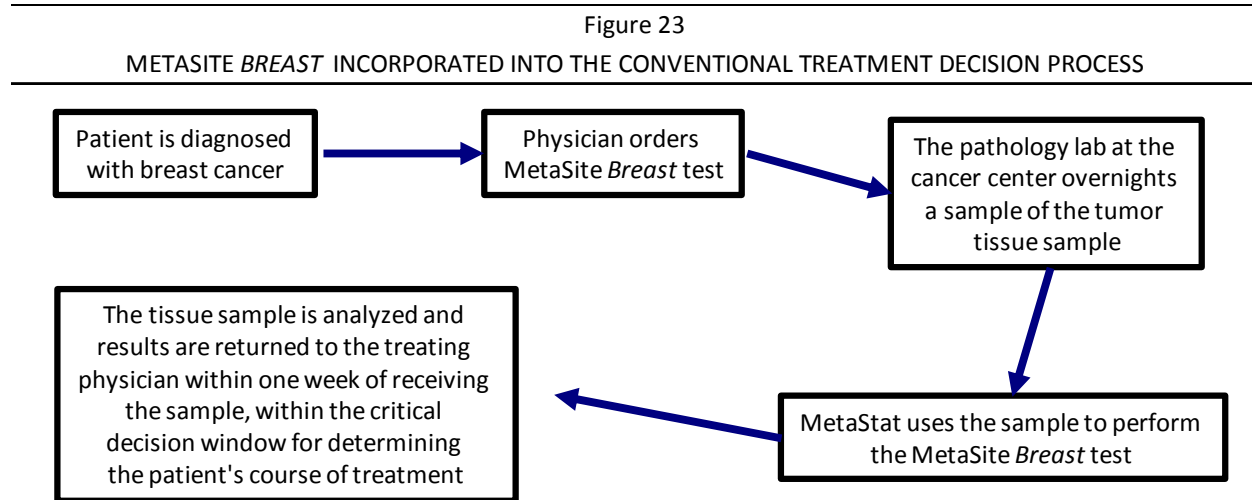 Figure 23
METASITE BREAST INCORPORATED INTO THE CONVENTIONAL TREATMENT DECISION PROCESS
Patient is diagnosed
with breast cancer
Physician orders
MetaSite Breast test
The pathology lab at the
cancer center overnights
a sample of the tumor
tissue sample
MetaStat uses the sample to perform
the MetaSite Breast test
The tissue sample is analyzed and
results are returned to the treating
physician within one week of receiving
the sample, within the critical
decision window for determining
the patient's course of treatment